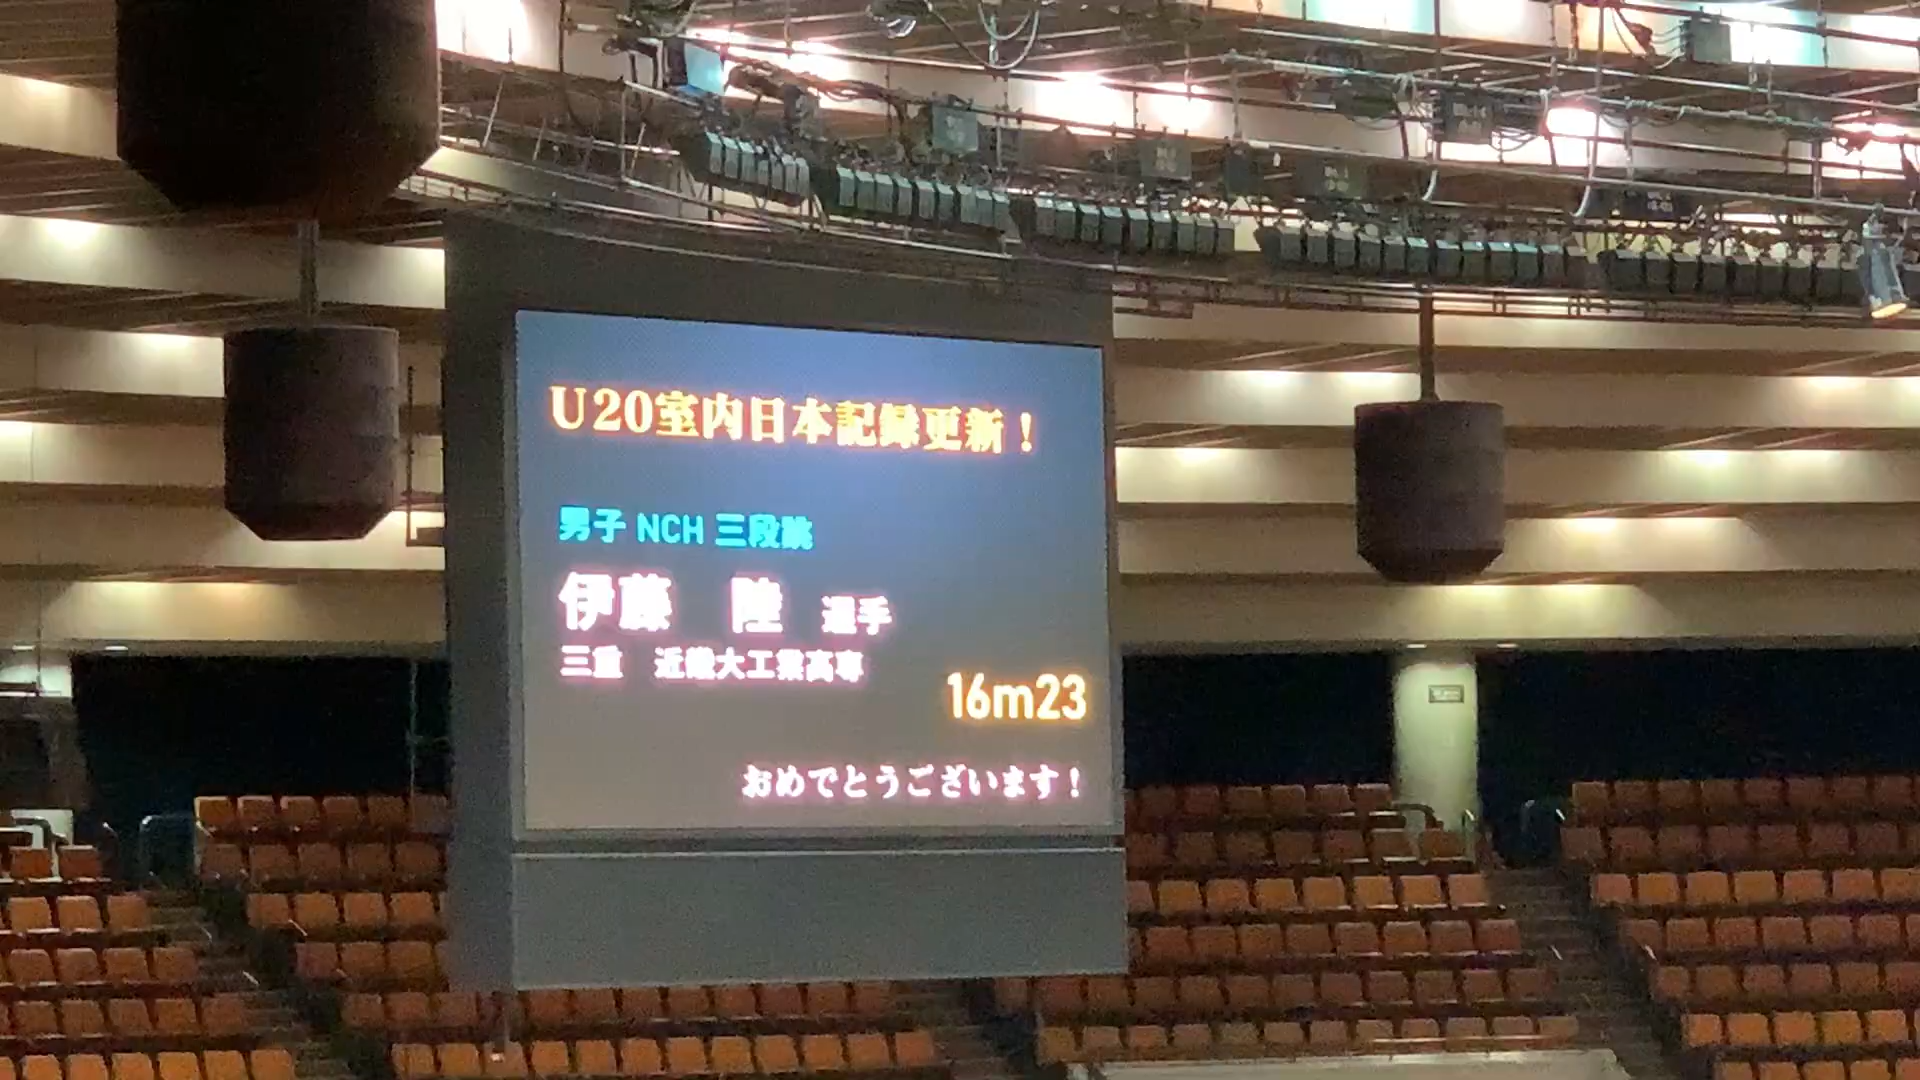 U20室内日本記録更新！
男子 NCH 三段跳
伊藤　陸　選手
三重　近畿大工業高専
16m23
おめでとうございます！